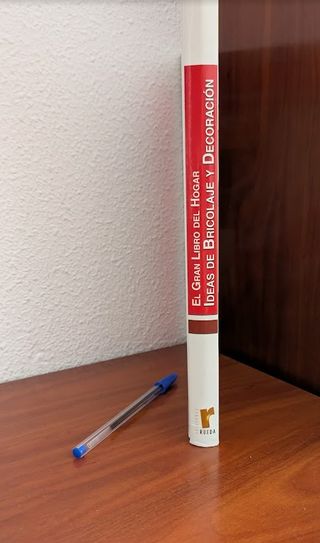 EL GRAN LIBRO DEL HOGAR
IDEAS DE BRICOLAJE Y DECORACIÓN
r
RUEDA